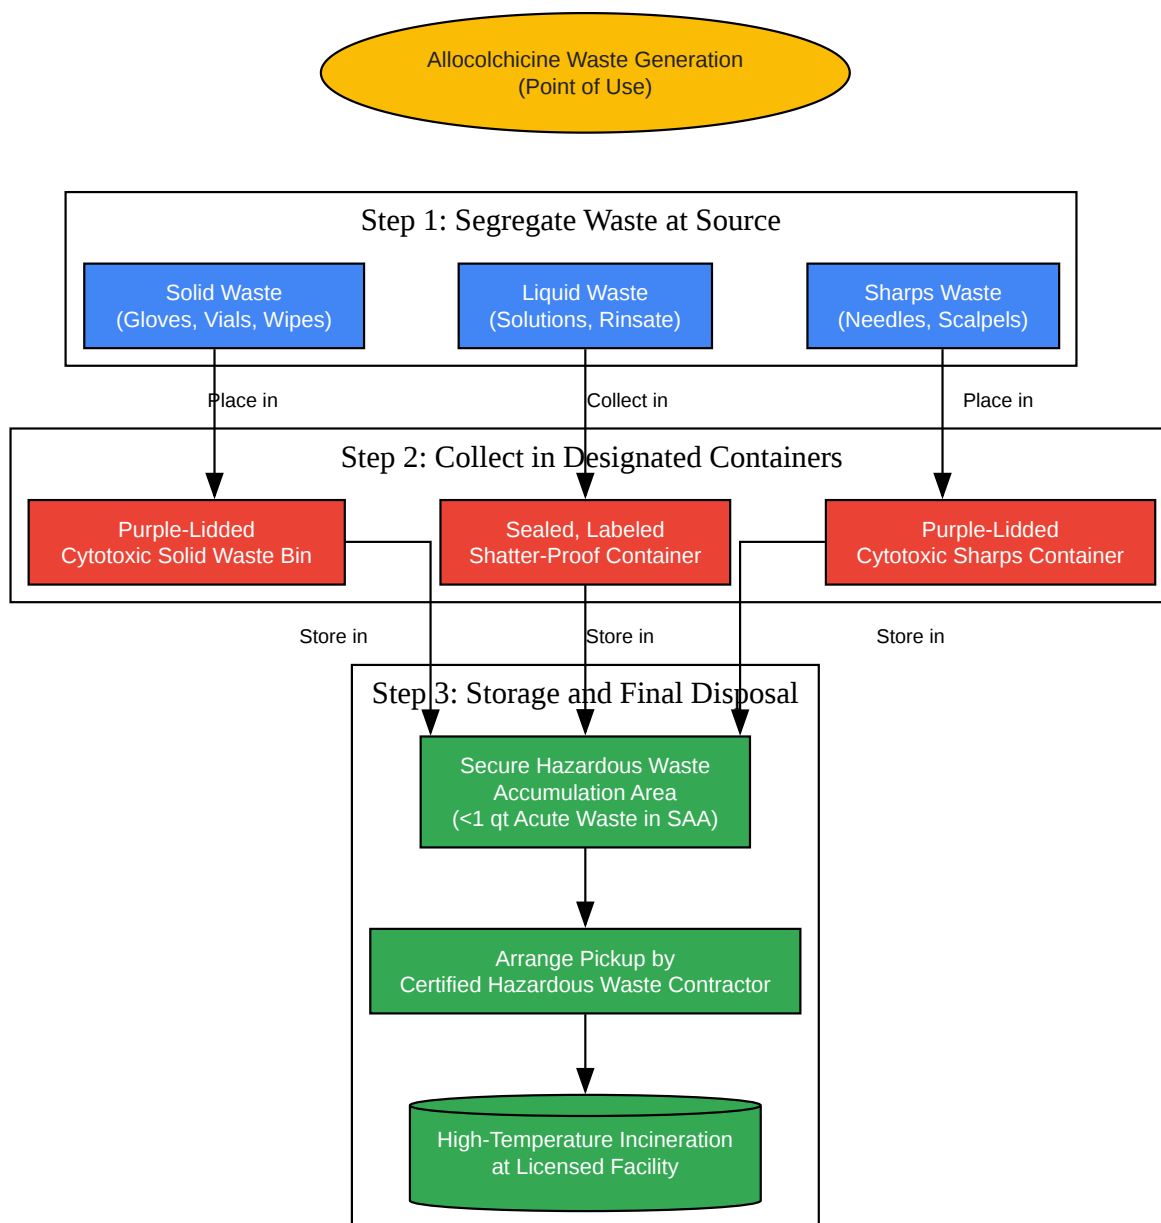 Allocolchicine Waste Generation
(Point of Use)
Step 1: Segregate Waste at Source
Solid Waste
(Gloves, Vials, Wipes)
Liquid Waste
(Solutions, Rinsate)
Sharps Waste
(Needles, Scalpels)
Place in
Collect in
Place in
Step 2: Collect in Designated Containers
Purple-Lidded
Cytotoxic Solid Waste Bin
Sealed, Labeled
Shatter-Proof Container
Purple-Lidded
Cytotoxic Sharps Container
Store in
Store in
Store in
Step 3: Storage and Final Disposal
Secure Hazardous Waste
Accumulation Area
(<1 qt Acute Waste in SAA)
Arrange Pickup by
Certified Hazardous Waste Contractor
High-Temperature Incineration
at Licensed Facility